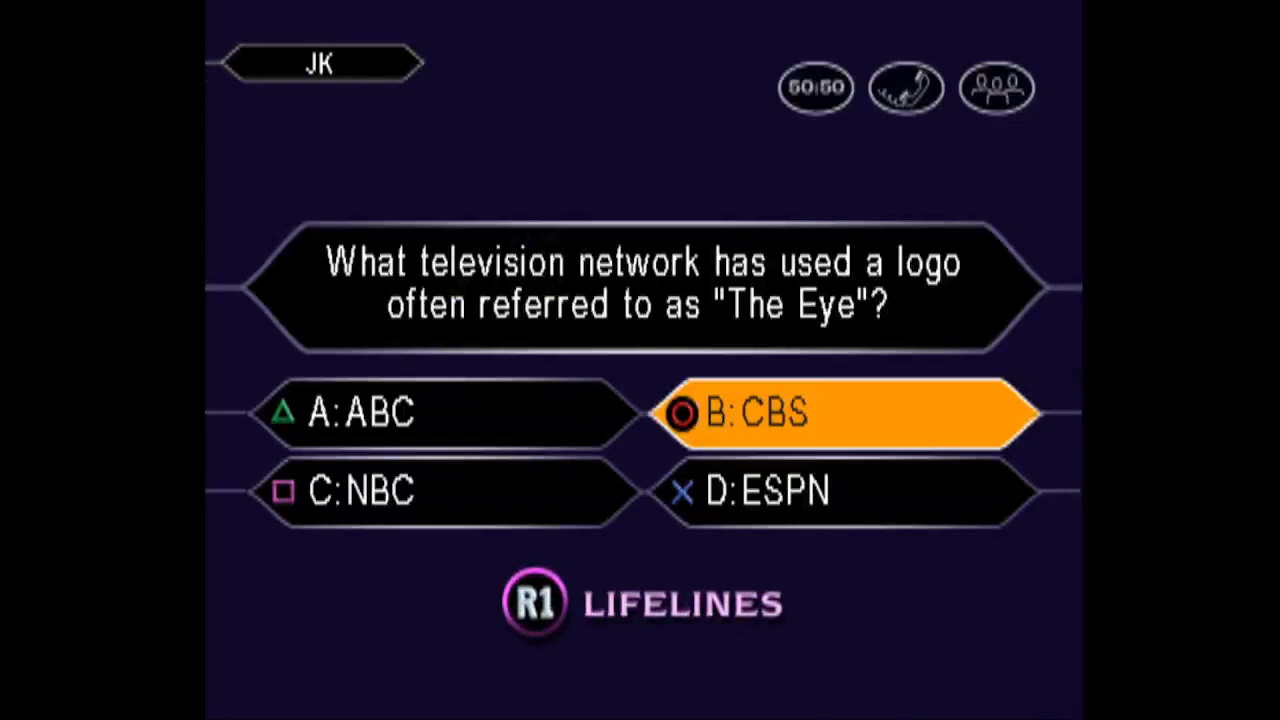 JK
50:50
What television network has used a logo
often referred to as "The Eye"?
A: ABC
B: CBS
C: NBC
D: ESPN
R1 LIFELINES